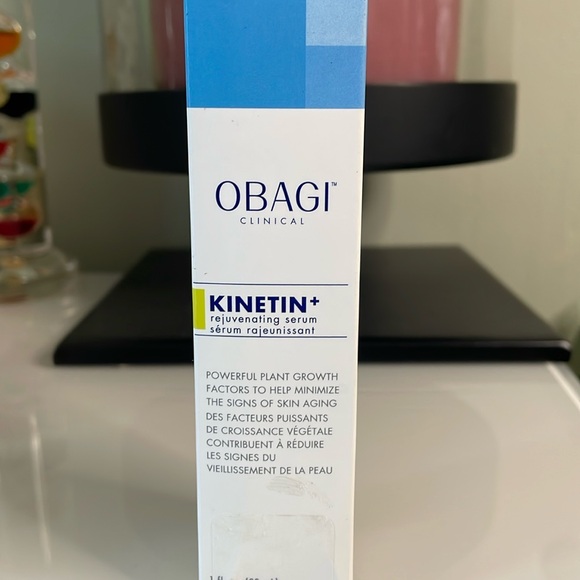 OBAGI™
CLINICAL
KINETIN+
rejuvenating serum
sérum rajeunissant
POWERFUL PLANT GROWTH
FACTORS TO HELP MINIMIZE
THE SIGNS OF SKIN AGING
DES FACTEURS PUISSANTS
DE CROISSANCE VÉGÉTALE
CONTRIBUENT À RÉDUIRE
LES SIGNES DU
VIEILLISSEMENT DE LA PEAU